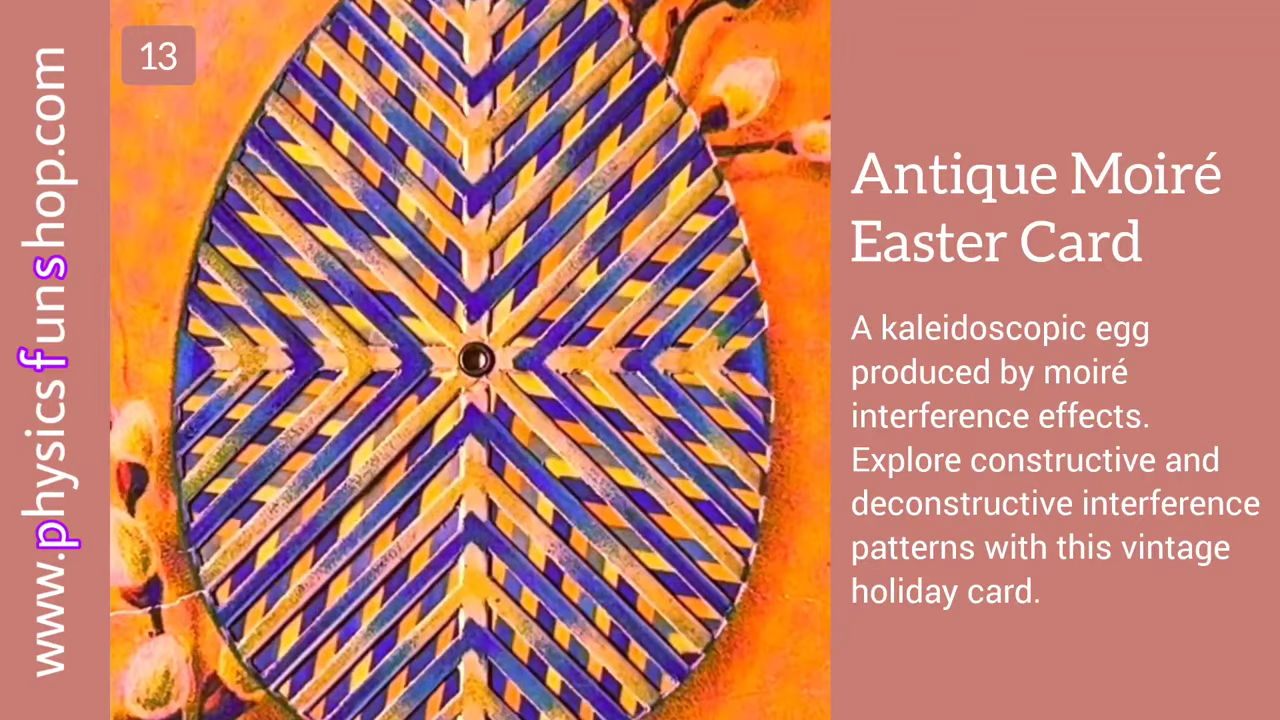 www.physicsfunshop.com
13
Antique Moiré
Easter Card
A kaleidoscopic egg
produced by moiré
interference effects.
Explore constructive and
deconstructive interference
patterns with this vintage
holiday card.